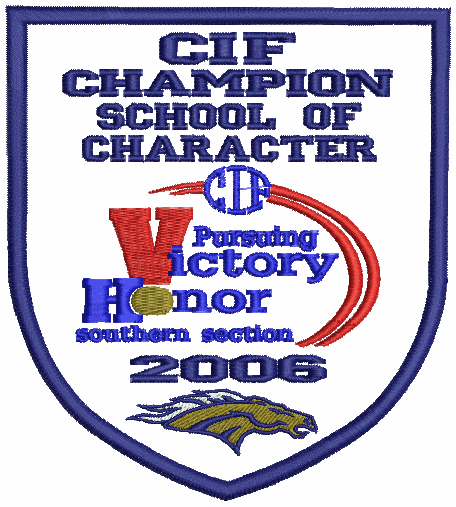 CIF
CHAMPION
SCHOOL OF
CHARACTER
CIF
Pursuing
Victory
Honor
southern section
2006